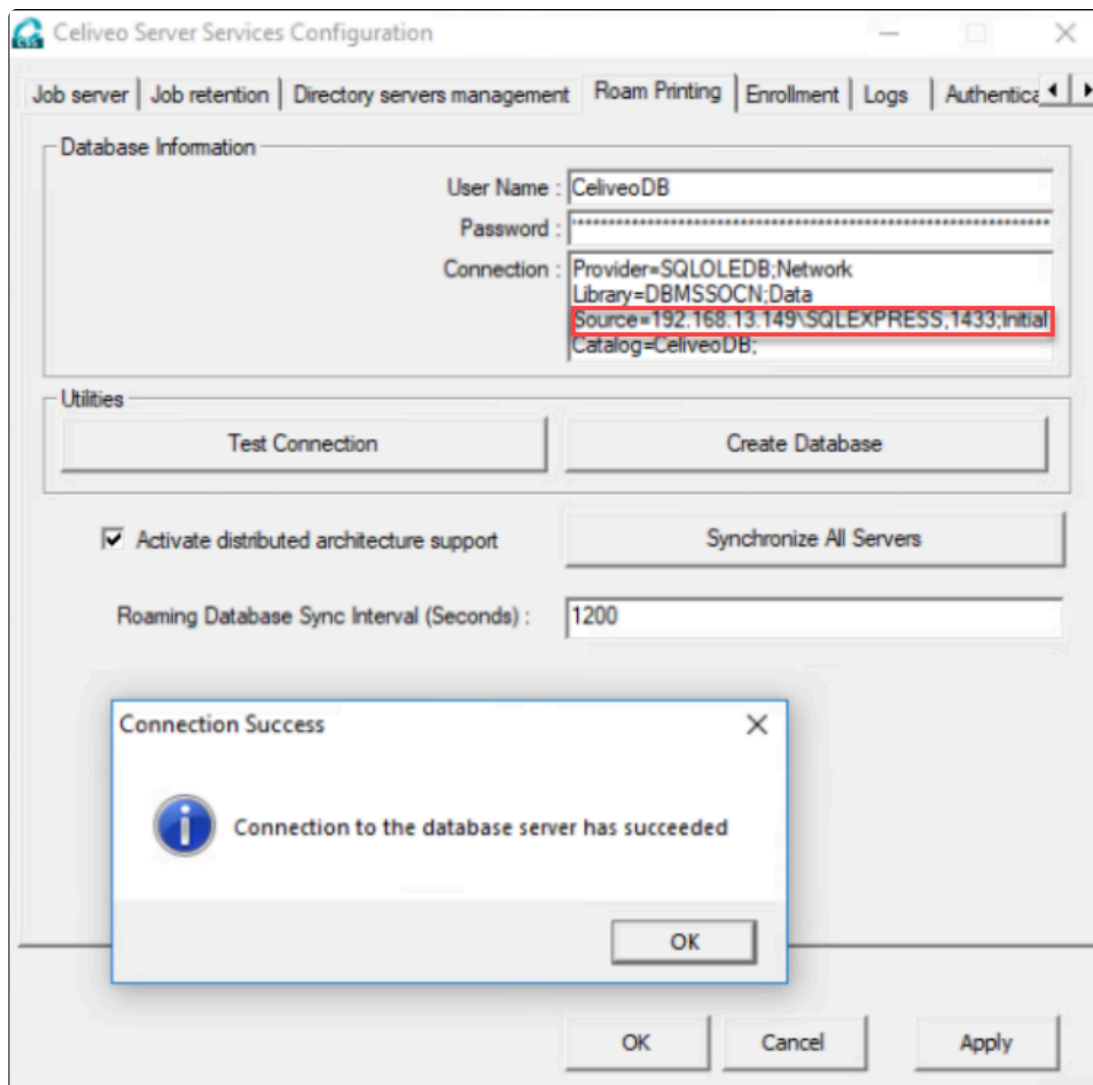 Celiveo Server Services Configuration
Job server Job retention Directory servers management Roam Printing Enrollment Logs Authentica
Database Information
User Name : CeliveoDB
Password : ******************************************************************
Connection : Provider=SQLOLEDB;Network
Library=DBMSSOCN;Data
Source=192.168.13.149\SQLEXPRESS,1433;Initial
Catalog=CeliveoDB;
Utilities
Test Connection Create Database
Activate distributed architecture support Synchronize All Servers
Roaming Database Sync Interval (Seconds) : 1200
Connection Success
Connection to the database server has succeeded
OK
OK Cancel Apply